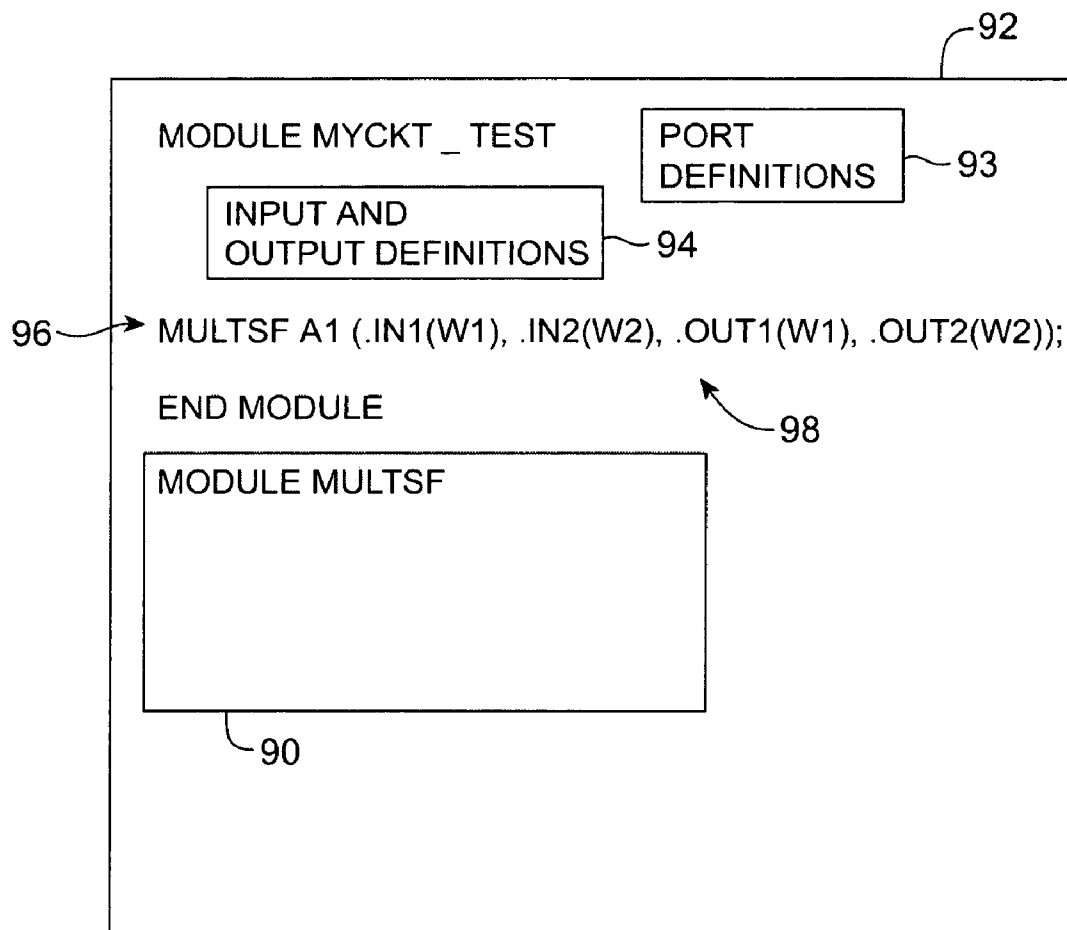 92
MODULE MYCKT _ TEST
PORT
DEFINITIONS
93
INPUT AND
OUTPUT DEFINITIONS
94
96
MULTSF A1 (.IN1(W1), .IN2(W2), .OUT1(W1), .OUT2(W2));
END MODULE
98
MODULE MULTSF
90